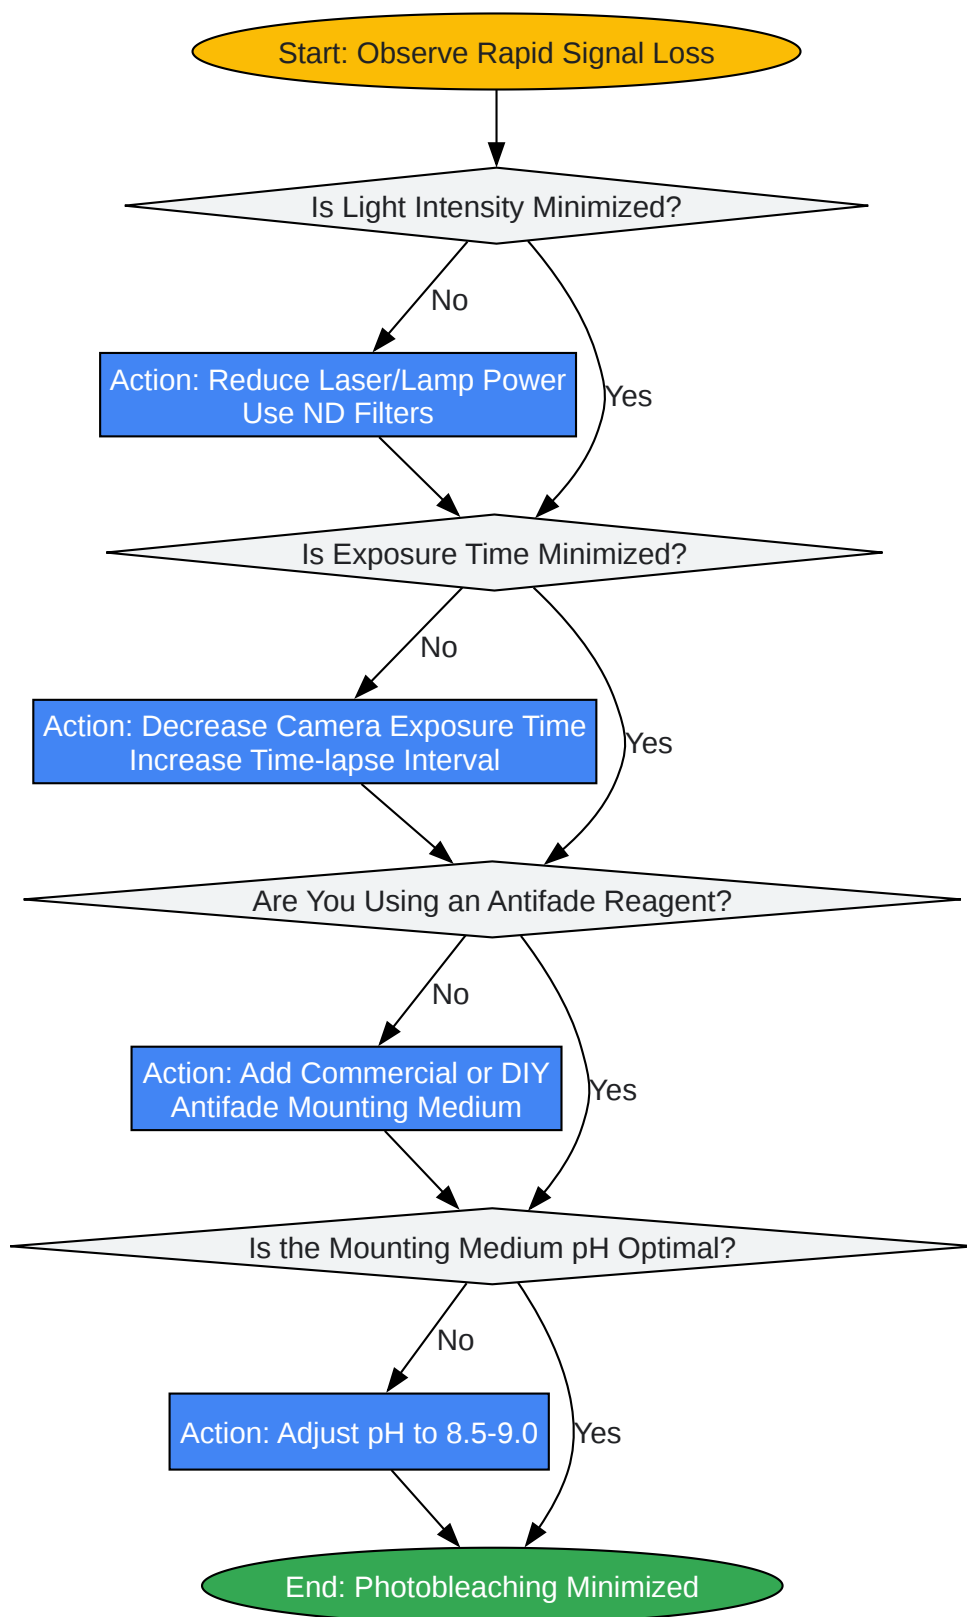 Start: Observe Rapid Signal Loss
Is Light Intensity Minimized?
No
Action: Reduce Laser/Lamp Power
Use ND Filters
Yes
Is Exposure Time Minimized?
No
Action: Decrease Camera Exposure Time
Increase Time-lapse Interval
Yes
Are You Using an Antifade Reagent?
No
Action: Add Commercial or DIY
Antifade Mounting Medium
Yes
Is the Mounting Medium pH Optimal?
No
Action: Adjust pH to 8.5-9.0
Yes
End: Photobleaching Minimized